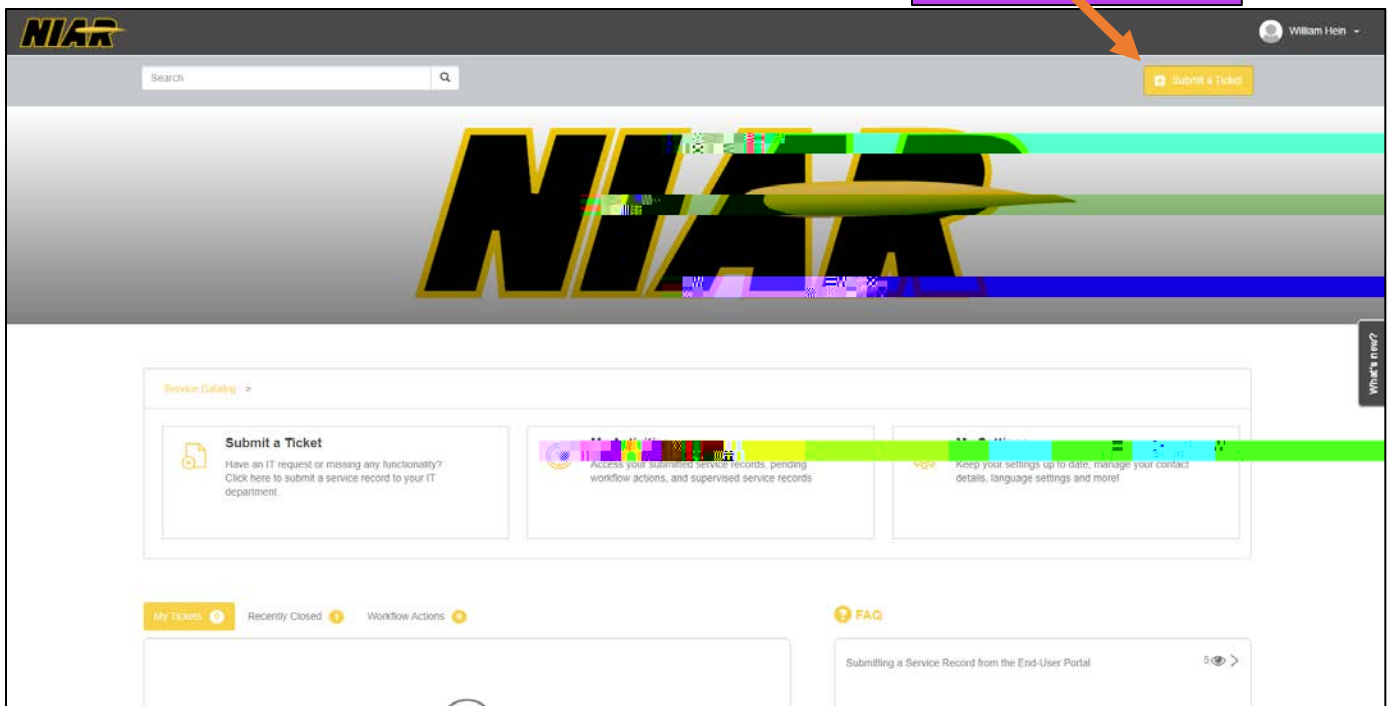 NIAR
William Hein
Search
Submit a Ticket
NIAR
What's new?
Service Catalog >
Submit a Ticket
Have an IT request or missing any functionality?
Click here to submit a service record to your IT
department.
Access your submitted service records, pending
workflow actions, and supervised service records
Keep your settings up to date, manage your contact
details, language settings and more!
My Tickets 0
Recently Closed
Workflow Actions
FAQ
Submitting a Service Record from the End-User Portal
5